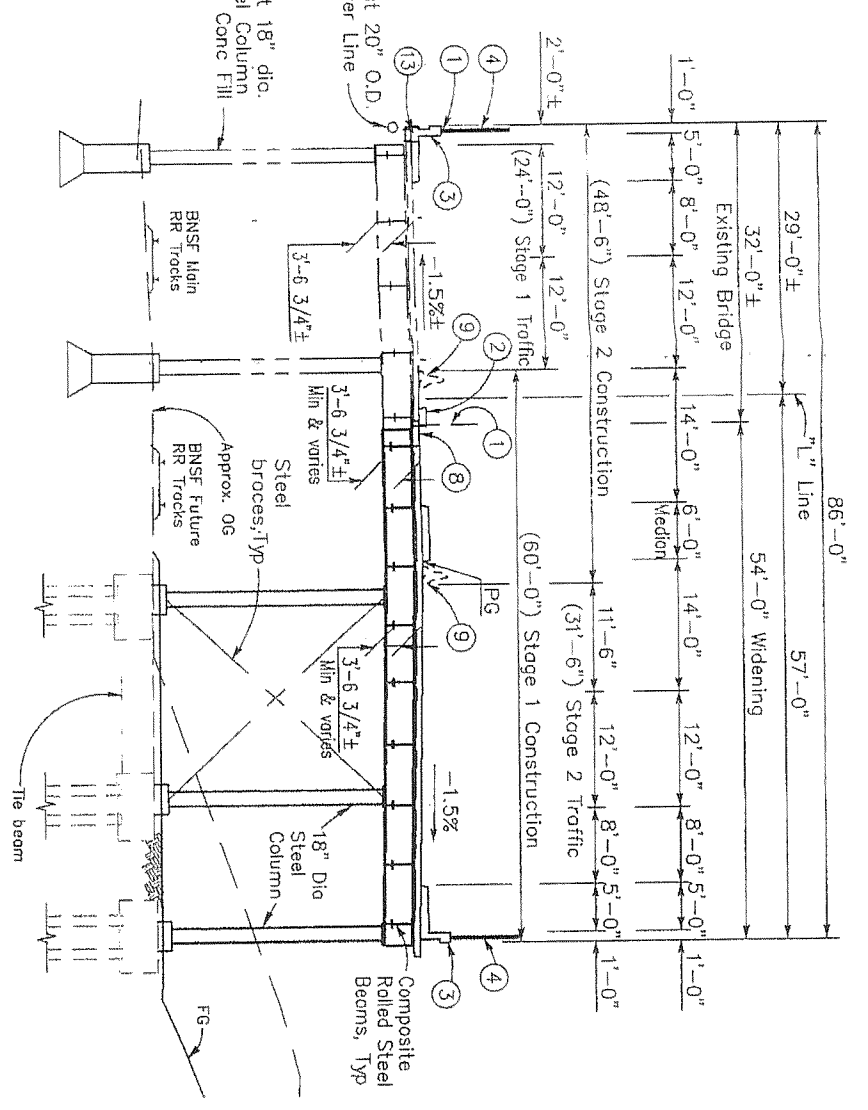 86'-0"
29'-0"±
57'-0"
32'-0"±
54'-0" Widening
Existing Bridge
"L" Line
1'-0"
5'-0"
8'-0"
12'-0"
14'-0"
6'-0"
Median
14'-0"
12'-0"
8'-0"
5'-0"
1'-0"
(48'-6") Stage 2 Construction
11'-6"
12'-0"
8'-0"
5'-0"
1'-0"
(31'-6") Stage 2 Traffic
2'-0"±
12'-0"
12'-0"
(24'-0") Stage 1 Traffic
(60'-0") Stage 1 Construction
4
1
3
13
9
2
1
8
PG
9
4
3
-1.5%±
-1.5%
20" O.D.
Line
3'-6 3/4"±
3'-6 3/4"±
Min & varies
3'-6 3/4"±
Min & varies
Composite
Rolled Steel
Beams, Typ
18" dia.
Column
Conc Fill
Steel
braces, Typ
18" Dia
Steel
Column
BNSF Main
RR Tracks
Approx. OG
BNSF Future
RR Tracks
FG
Tie beam